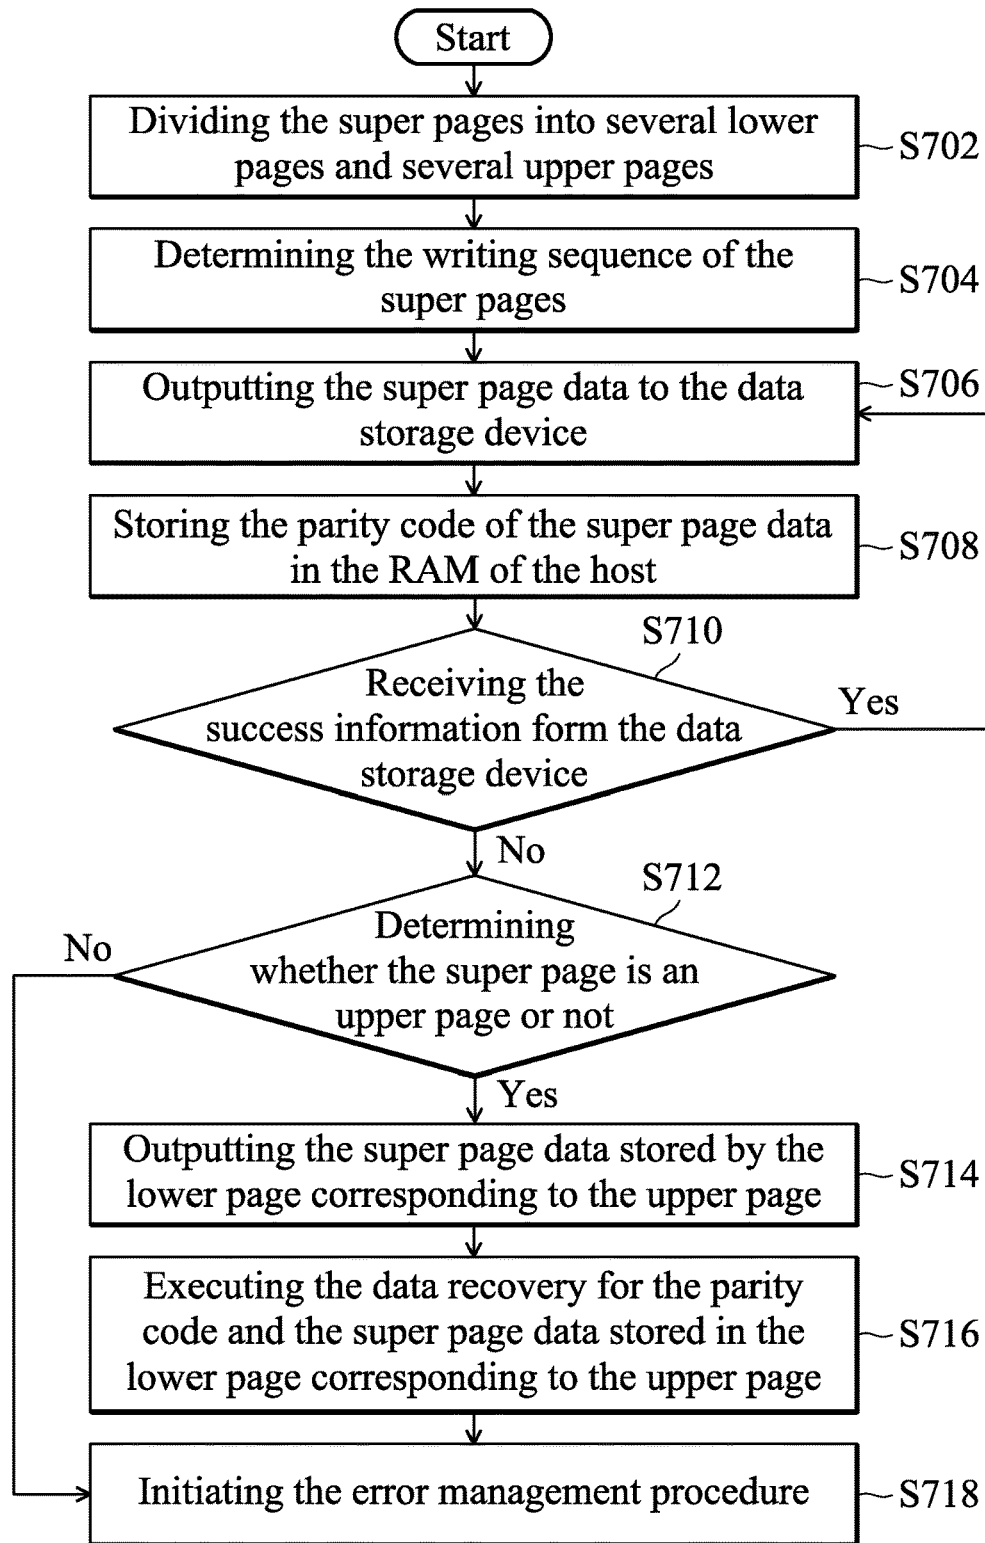 Start
Dividing the super pages into several lower
pages and several upper pages
S702
Determining the writing sequence of the
super pages
S704
Outputting the super page data to the data
storage device
S706
Storing the parity code of the super page data
in the RAM of the host
S708
S710
Receiving the
success information form the data
storage device
Yes
No
S712
Determining
whether the super page is an
upper page or not
No
Yes
Outputting the super page data stored by the
lower page corresponding to the upper page
S714
Executing the data recovery for the parity
code and the super page data stored in the
lower page corresponding to the upper page
S716
Initiating the error management procedure
S718